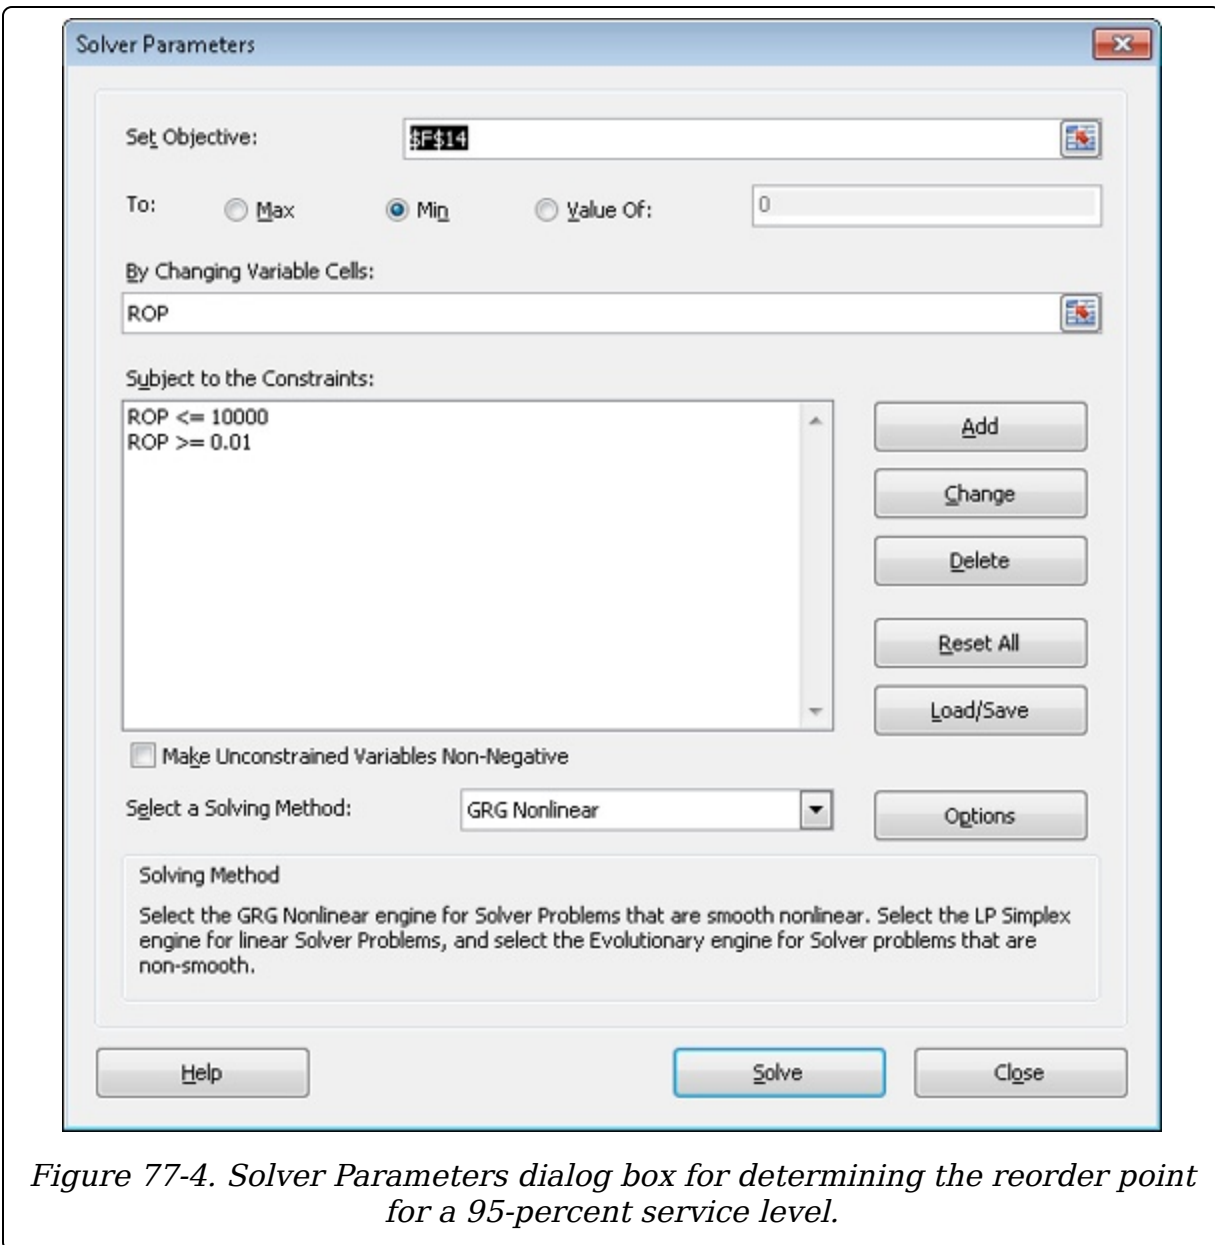 Solver Parameters
Set Objective:
$F$14
To:
Max
Min
Value Of:
0
By Changing Variable Cells:
ROP
Subject to the Constraints:
ROP <= 10000
ROP >= 0.01
Add
Change
Delete
Reset All
Load/Save
Make Unconstrained Variables Non-Negative
Select a Solving Method:
GRG Nonlinear
Options
Solving Method
Select the GRG Nonlinear engine for Solver Problems that are smooth nonlinear. Select the LP Simplex
engine for linear Solver Problems, and select the Evolutionary engine for Solver problems that are
non-smooth.
Help
Solve
Close
Figure 77-4. Solver Parameters dialog box for determining the reorder point
for a 95-percent service level.